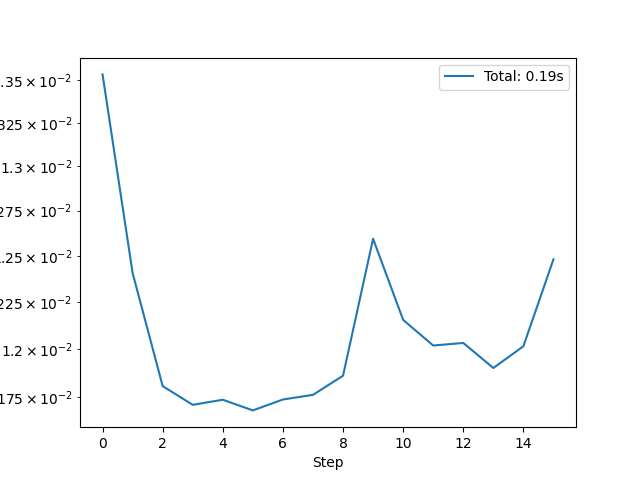 Total: 0.19s
.35 × 10⁻²
325 × 10⁻²
1.3 × 10⁻²
275 × 10⁻²
.25 × 10⁻²
225 × 10⁻²
1.2 × 10⁻²
175 × 10⁻²
0 2 4 6 8 10 12 14
Step